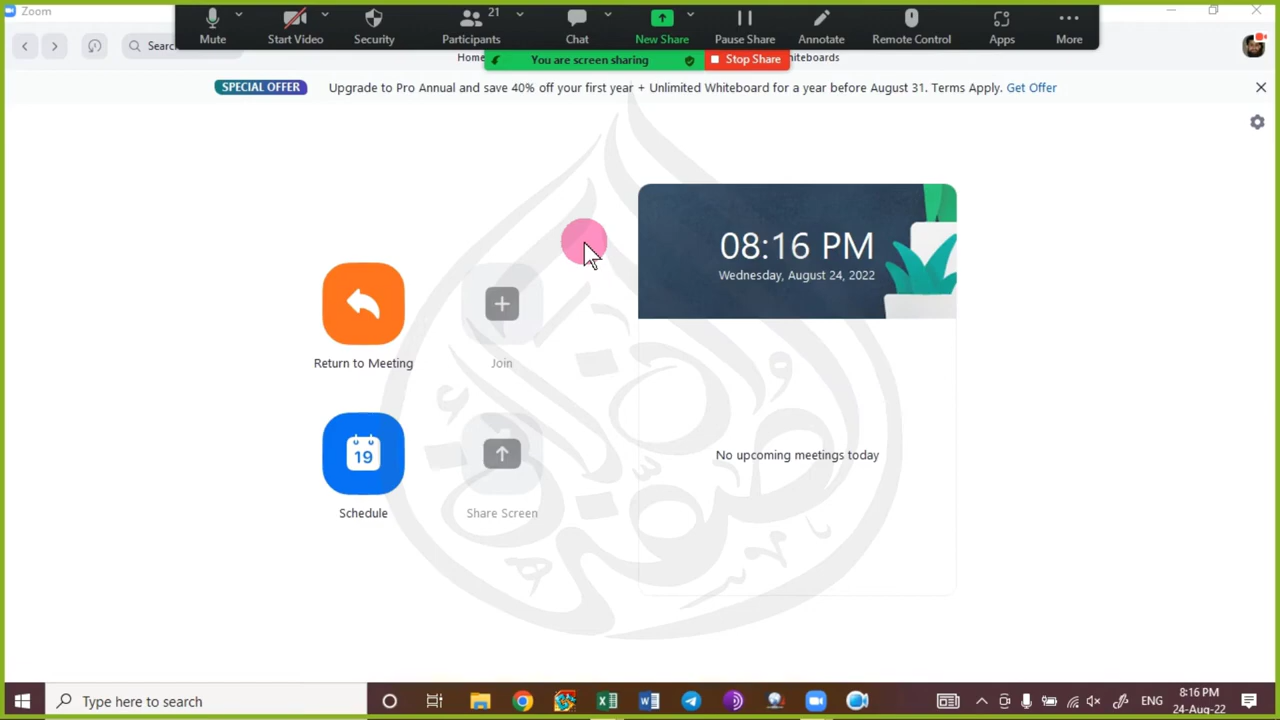 Zoom
Mute
Start Video
Security
21
Participants
Chat
New Share
Pause Share
Annotate
Remote Control
Apps
More
Searc
Home
You are screen sharing
Stop Share
iteboards
SPECIAL OFFER
Upgrade to Pro Annual and save 40% off your first year + Unlimited Whiteboard for a year before August 31. Terms Apply. Get Offer
08:16 PM
Wednesday, August 24, 2022
Return to Meeting
Join
19
No upcoming meetings today
Schedule
Share Screen
Type here to search
ENG
8:16 PM
24-Aug-22